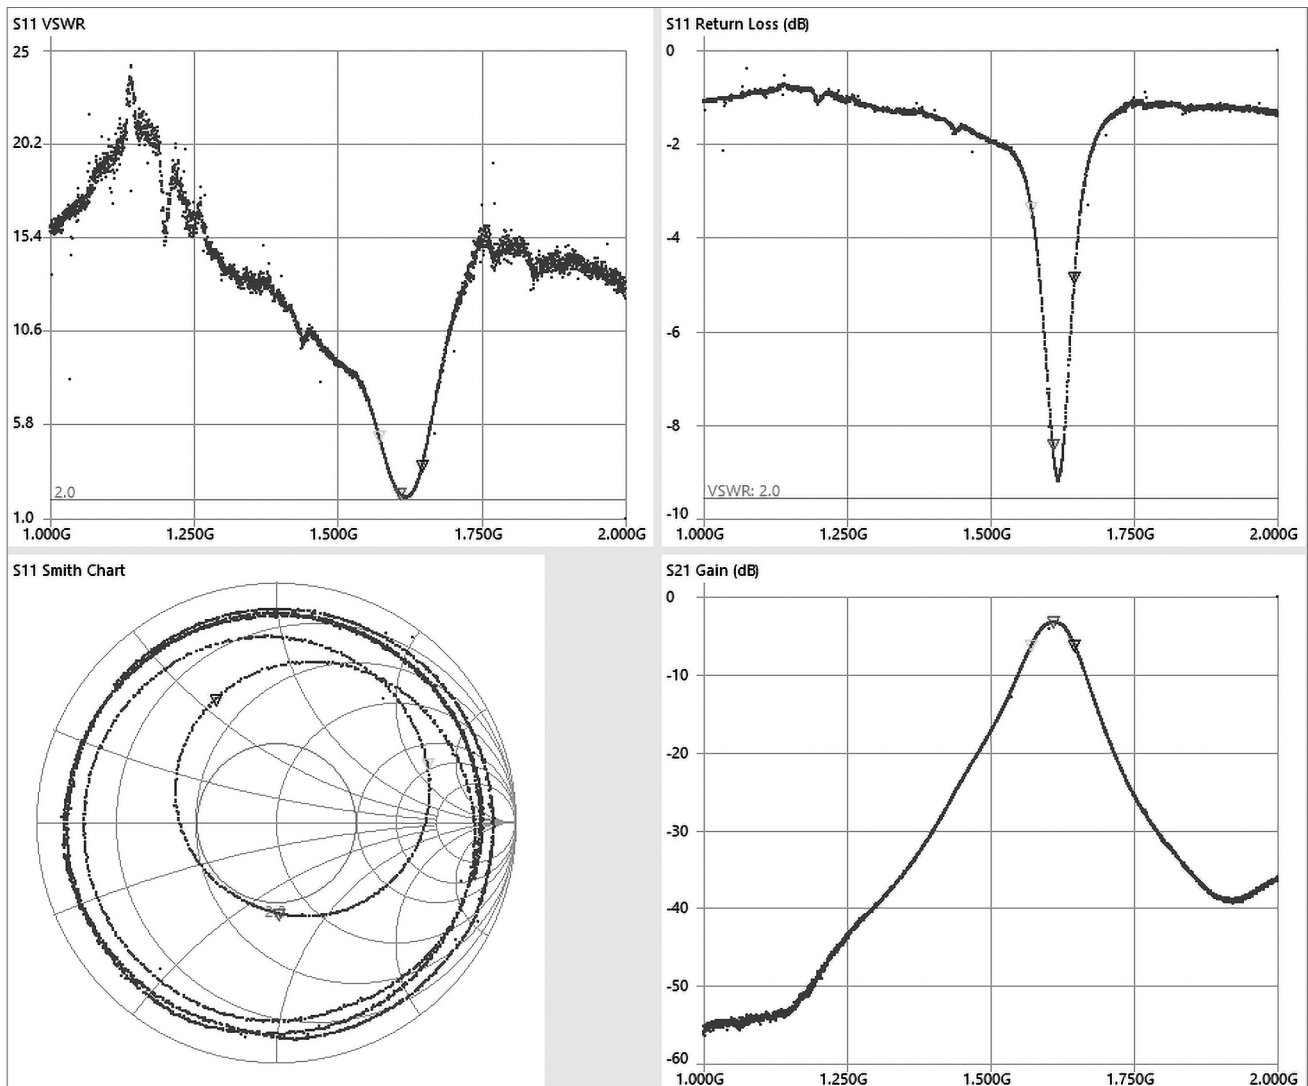 S11 VSWR
25
20.2
15.4
10.6
5.8
2.0
1.0
1.000G 1.250G 1.500G 1.750G 2.000G
S11 Return Loss (dB)
0
-2
-4
-6
-8
VSWR: 2.0
-10
1.000G 1.250G 1.500G 1.750G 2.000G
S11 Smith Chart
S21 Gain (dB)
0
-10
-20
-30
-40
-50
-60
1.000G 1.250G 1.500G 1.750G 2.000G